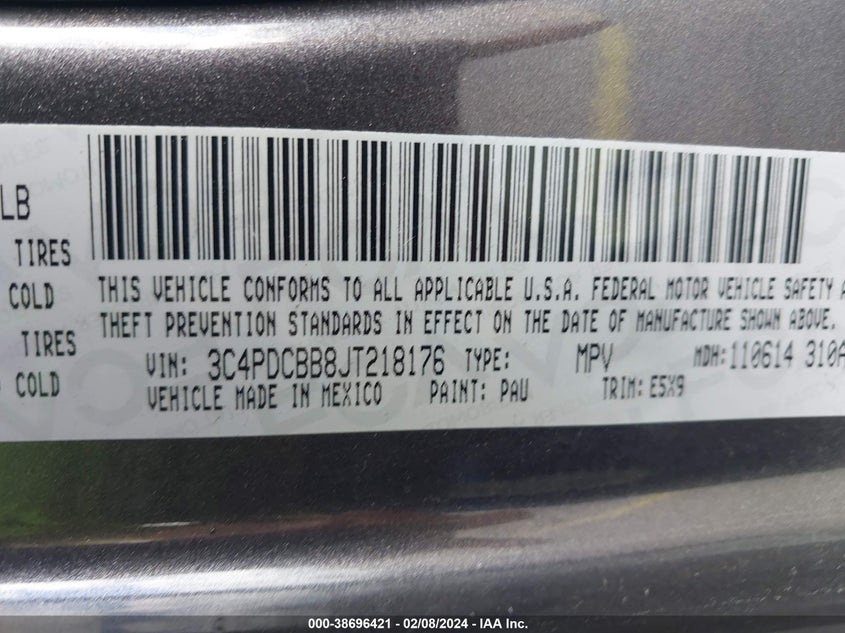 LB
TIRES
COLD
TIRES
COLD
THIS VEHICLE CONFORMS TO ALL APPLICABLE U.S.A. FEDERAL MOTOR VEHICLE SAFETY A
THEFT PREVENTION STANDARDS IN EFFECT ON THE DATE OF MANUFACTURE SHOWN ABOVE.
VIN: 3C4PDCBB8JT218176 TYPE: MPV MDH: 110614 310A
VEHICLE MADE IN MEXICO PAINT: PAU TRIM: E5X9
000-38696421 - 02/08/2024 - IAA Inc.